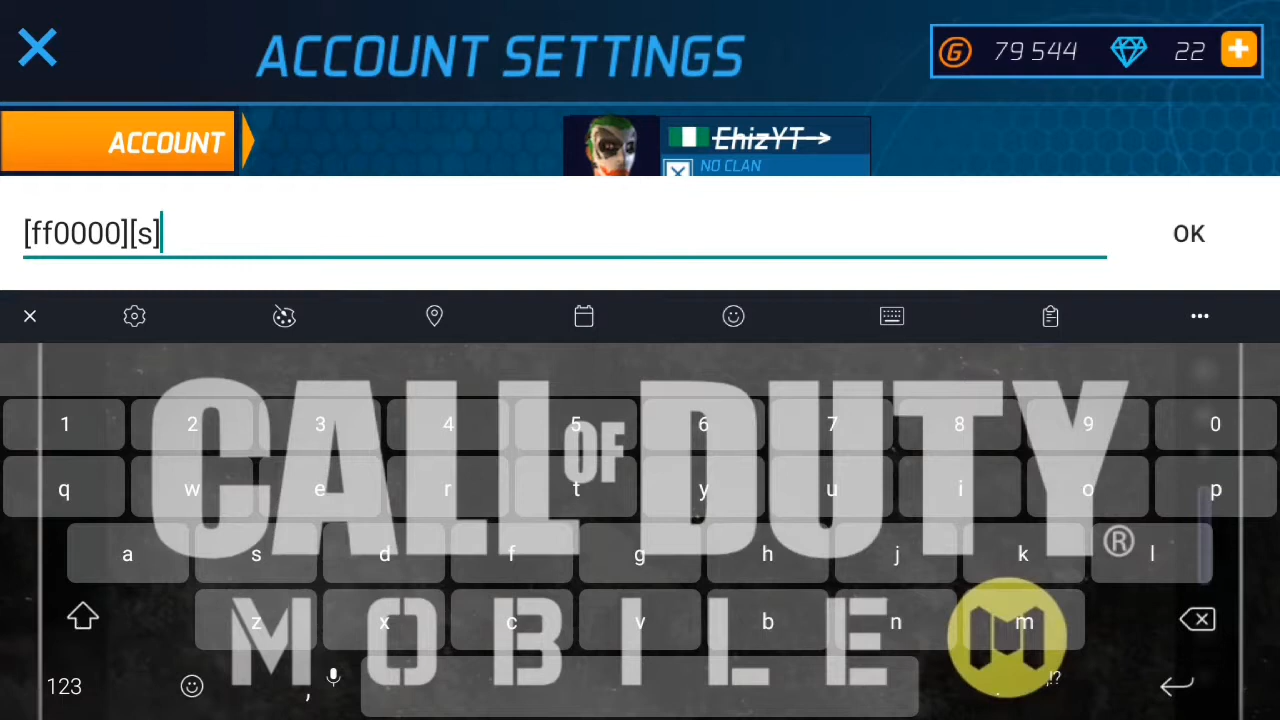 ACCOUNT SETTINGS
G 79 544 22 +
ACCOUNT
EhizYT→
NO CLAN
[ff0000][s]
OK
CALL OF DUTY®
MOBILE
1 2 3 4 5 6 7 8 9 0
q w e r t y u i o p
a s d f g h j k l
z x c v b n m
123 , . ,!?